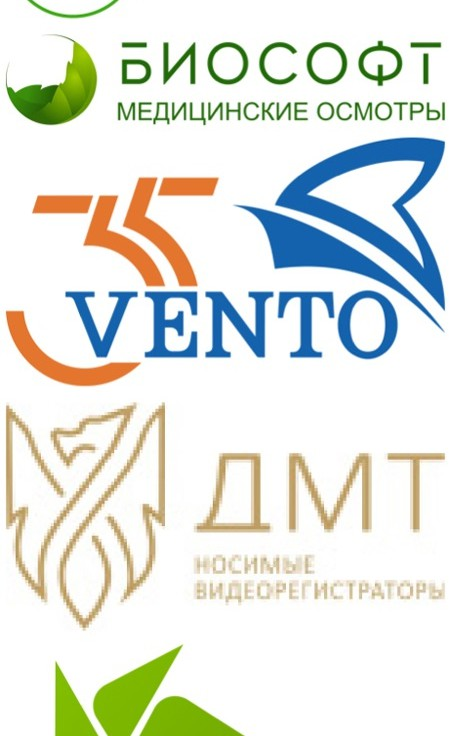 БИОСОФТ
МЕДИЦИНСКИЕ ОСМОТРЫ
35
VENTO
ДМТ
НОСИМЫЕ
ВИДЕОРЕГИСТРАТОРЫ